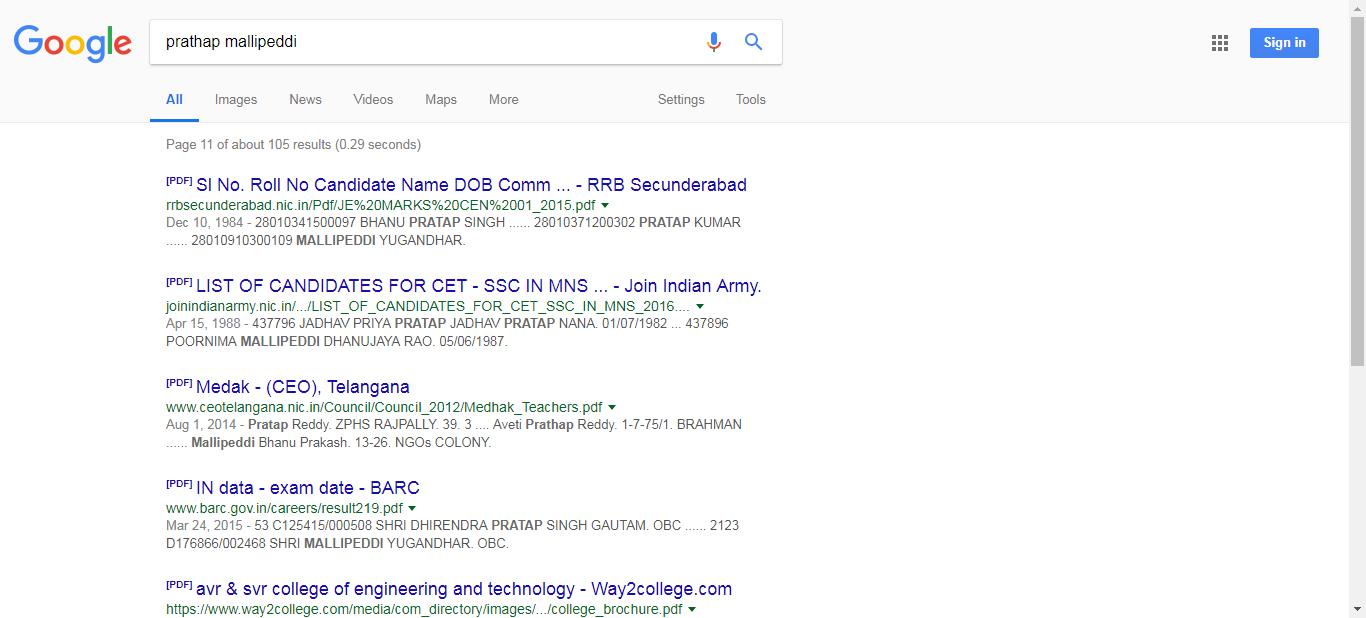 Google
prathap mallipeddi
Sign in
All Images News Videos Maps More Settings Tools
Page 11 of about 105 results (0.29 seconds)
[PDF] Sl No. Roll No Candidate Name DOB Comm ... - RRB Secunderabad
rrbsecunderabad.nic.in/Pdf/JE%20MARKS%20CEN%2001_2015.pdf
Dec 10, 1984 - 28010341500097 BHANU PRATAP SINGH ...... 28010371200302 PRATAP KUMAR
...... 28010910300109 MALLIPEDDI YUGANDHAR.
[PDF] LIST OF CANDIDATES FOR CET - SSC IN MNS ... - Join Indian Army.
joinindianarmy.nic.in/.../LIST_OF_CANDIDATES_FOR_CET_SSC_IN_MNS_2016....
Apr 15, 1988 - 437796 JADHAV PRIYA PRATAP JADHAV PRATAP NANA. 01/07/1982 ... 437896
POORNIMA MALLIPEDDI DHANUJAYA RAO. 05/06/1987.
[PDF] Medak - (CEO), Telangana
www.ceotelangana.nic.in/Council/Council_2012/Medhak_Teachers.pdf
Aug 1, 2014 - Pratap Reddy. ZPHS RAJPALLY. 39. 3 .... Aveti Prathap Reddy. 1-7-75/1. BRAHMAN
...... Mallipeddi Bhanu Prakash. 13-26. NGOs COLONY.
[PDF] IN data - exam date - BARC
www.barc.gov.in/careers/result219.pdf
Mar 24, 2015 - 53 C125415/000508 SHRI DHIRENDRA PRATAP SINGH GAUTAM. OBC ...... 2123
D176866/002468 SHRI MALLIPEDDI YUGANDHAR. OBC.
[PDF] avr & svr college of engineering and technology - Way2college.com
https://www.way2college.com/media/com_directory/images/.../college_brochure.pdf